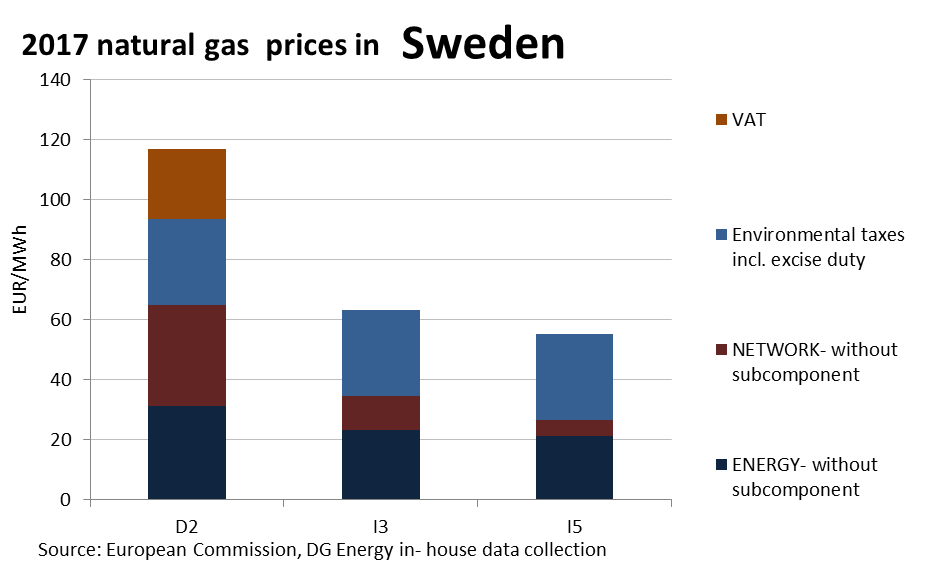 2017 natural gas prices in Sweden
140
120
100
80
60
40
20
0
EUR/MWh
D2
I3
I5
VAT
Environmental taxes
incl. excise duty
NETWORK- without
subcomponent
ENERGY- without
subcomponent
Source: European Commission, DG Energy in- house data collection